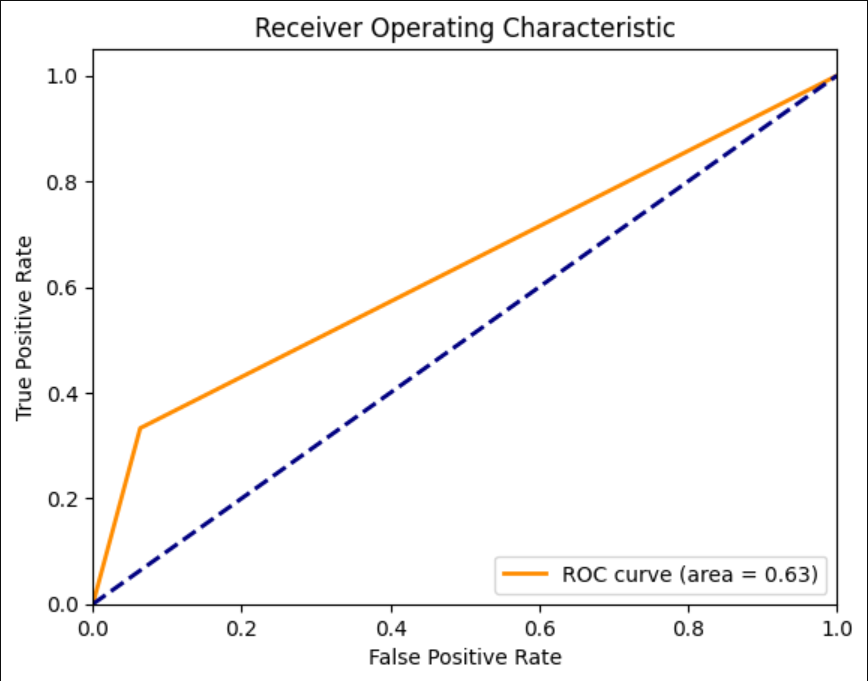 Receiver Operating Characteristic
1.0
0.8
0.6
0.4
0.2
0.0
True Positive Rate
ROC curve (area = 0.63)
0.0 0.2 0.4 0.6 0.8 1.0
False Positive Rate